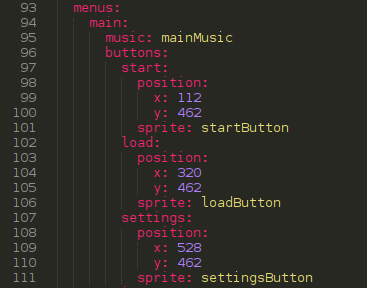 93 menus:
94 main:
95 music: mainMusic
96 buttons:
97 start:
98 position:
99 x: 112
100 y: 462
101 sprite: startButton
102 load:
103 position:
104 x: 320
105 y: 462
106 sprite: loadButton
107 settings:
108 position:
109 x: 528
110 y: 462
111 sprite: settingsButton